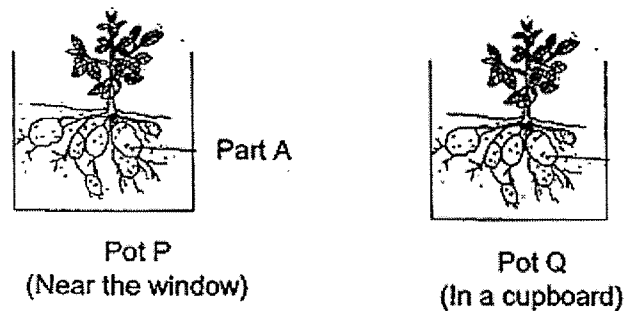 Part A
Pot P
(Near the window)
Pot Q
(In a cupboard)